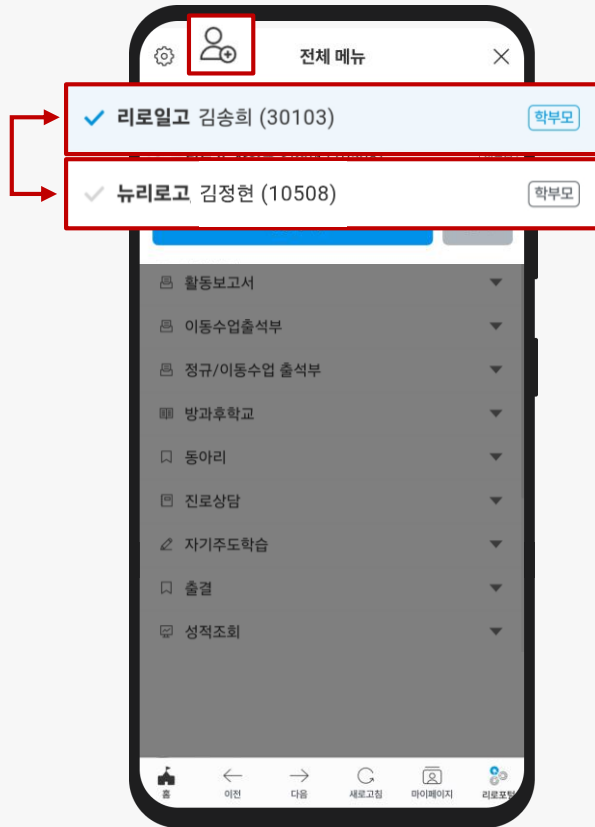 전체 메뉴
리로일고 김송희 (30103) 학부모
뉴리로고 김정현 (10508) 학부모
활동보고서
이동수업출석부
정규/이동수업 출석부
방과후학교
동아리
진로상담
자기주도학습
출결
성적조회
홈 이전 다음 새로고침 마이페이지 리로포털